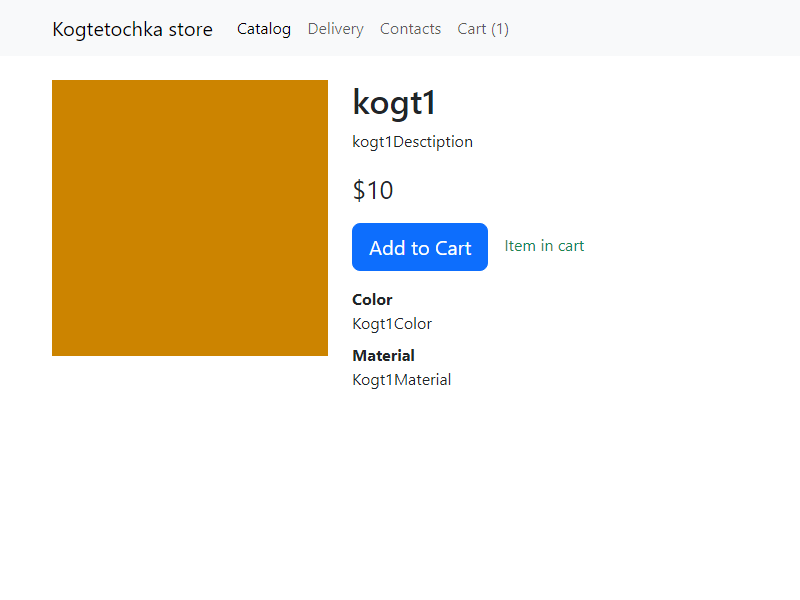 Kogtetochka store Catalog Delivery Contacts Cart (1)
kogt1
kogt1Desctiption
$10
Add to Cart Item in cart
Color
Kogt1Color
Material
Kogt1Material